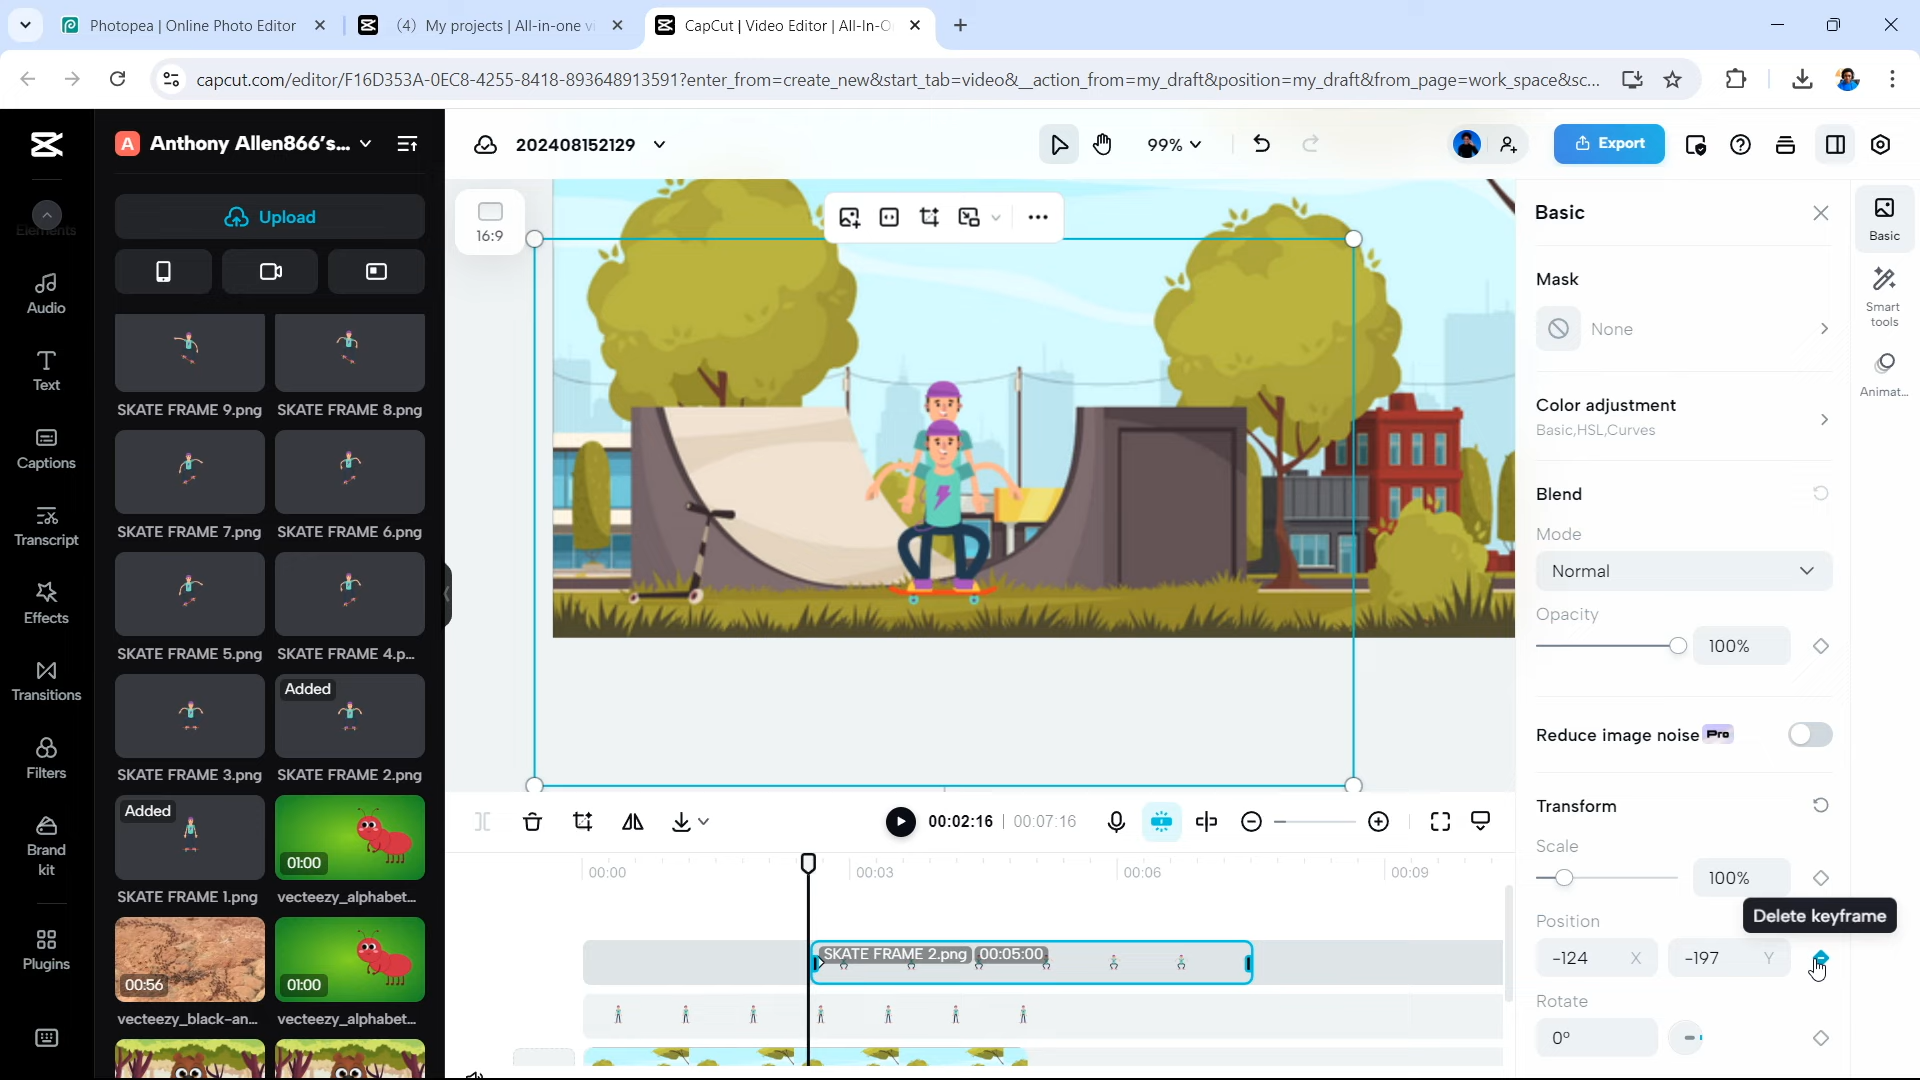 Photopea | Online Photo Editor
(4) My projects | All-in-one vi
CapCut | Video Editor | All-In-O
capcut.com/editor/F16D353A-0EC8-4255-8418-893648913591?enter_from=create_new&start_tab=video&__action_from=my_draft&position=my_draft&from_page=work_space&sc...
A Anthony Allen866's...
202408152129
99%
Export
Elements
Audio
Text
Captions
Transcript
Effects
Transitions
Filters
Brand
kit
Plugins
Upload
SKATE FRAME 9.png
SKATE FRAME 8.png
SKATE FRAME 7.png
SKATE FRAME 6.png
SKATE FRAME 5.png
SKATE FRAME 4.p...
SKATE FRAME 3.png
Added
SKATE FRAME 2.png
Added
SKATE FRAME 1.png
01:00
vecteezy_alphabet...
00:56
vecteezy_black-an...
01:00
vecteezy_alphabet...
16:9
00:02:16 | 00:07:16
00:00
00:03
00:06
00:09
SKATE FRAME 2.png 00:05:00
Basic
Mask
None
Color adjustment
Basic,HSL,Curves
Blend
Mode
Normal
Opacity
100%
Reduce image noise Pro
Transform
Scale
100%
Delete keyframe
Position
-124 X
-197 Y
Rotate
0°
Basic
Smart
tools
Animat...